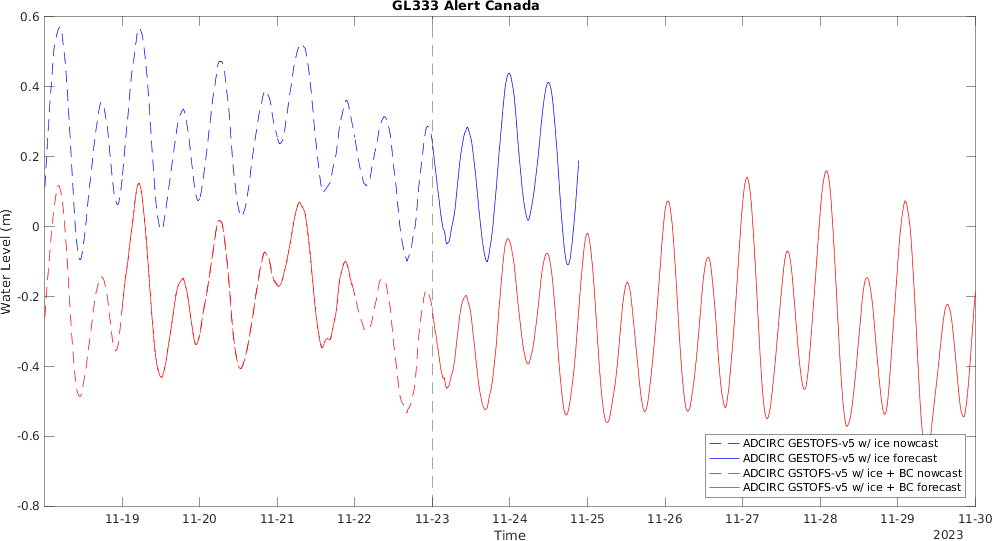 GL333 Alert Canada
0.6
0.4
0.2
0
-0.2
-0.4
-0.6
-0.8
Water Level (m)
ADCIRC GESTOFS-v5 w/ ice nowcast
ADCIRC GESTOFS-v5 w/ ice forecast
ADCIRC GSTOFS-v5 w/ ice + BC nowcast
ADCIRC GSTOFS-v5 w/ ice + BC forecast
11-19 11-20 11-21 11-22 11-23 11-24 11-25 11-26 11-27 11-28 11-29 11-30
Time
2023